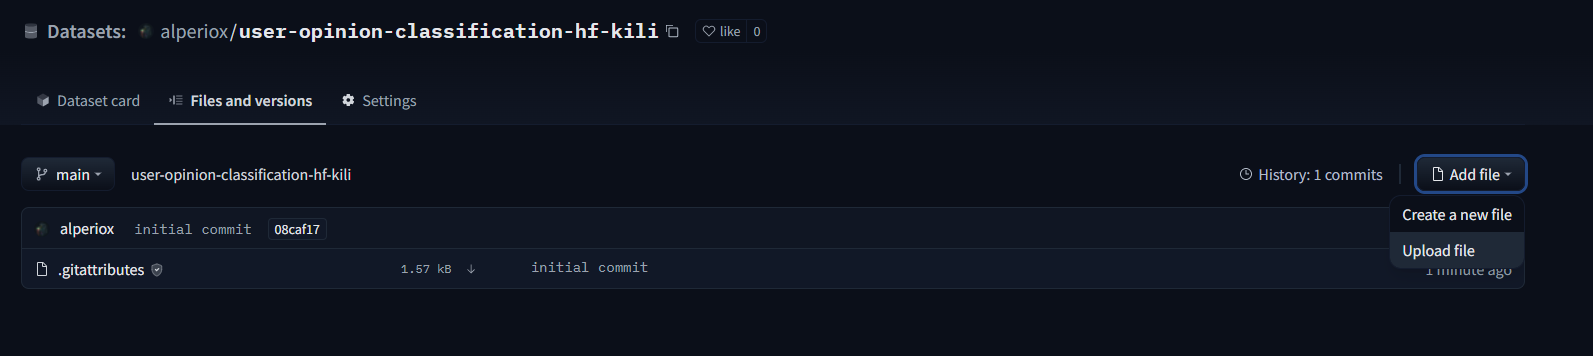 Datasets: alperiox/user-opinion-classification-hf-kili like 0
Dataset card Files and versions Settings
main user-opinion-classification-hf-kili History: 1 commits Add file
Create a new file
alperiox initial commit 08caf17
Upload file
.gitattributes 1.57 kB initial commit 1 minute ago